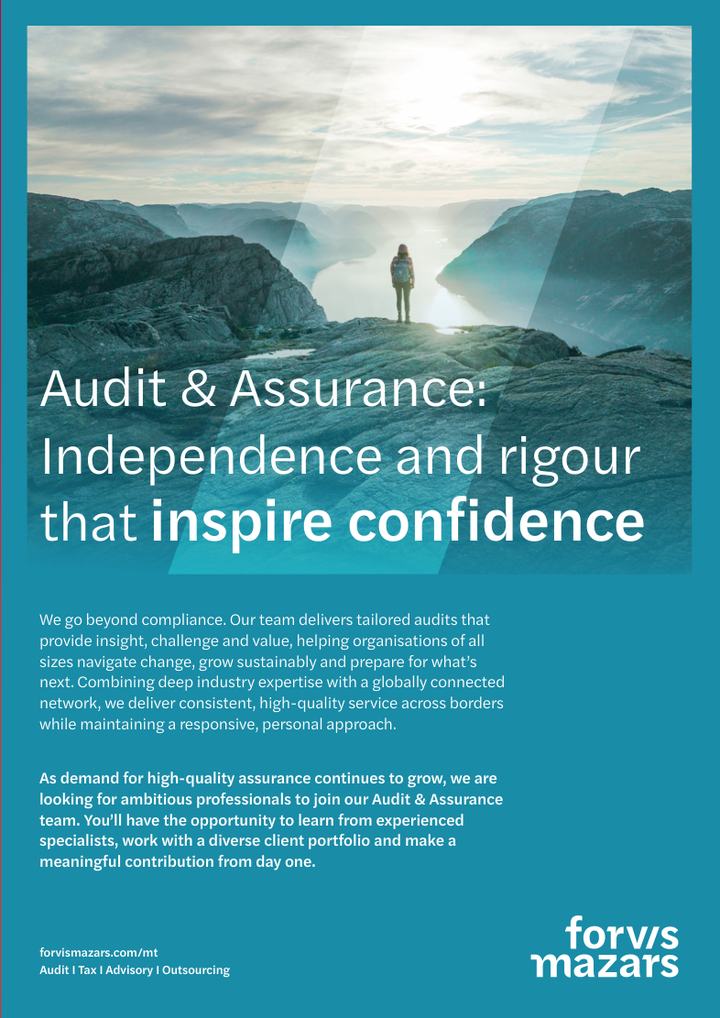 Audit & Assurance:
Independence and rigour
that inspire confidence
We go beyond compliance. Our team delivers tailored audits that
provide insight, challenge and value, helping organisations of all
sizes navigate change, grow sustainably and prepare for what's
next. Combining deep industry expertise with a globally connected
network, we deliver consistent, high-quality service across borders
while maintaining a responsive, personal approach.
As demand for high-quality assurance continues to grow, we are
looking for ambitious professionals to join our Audit & Assurance
team. You'll have the opportunity to learn from experienced
specialists, work with a diverse client portfolio and make a
meaningful contribution from day one.
forvismazars.com/mt
Audit I Tax I Advisory I Outsourcing
forvis
mazars